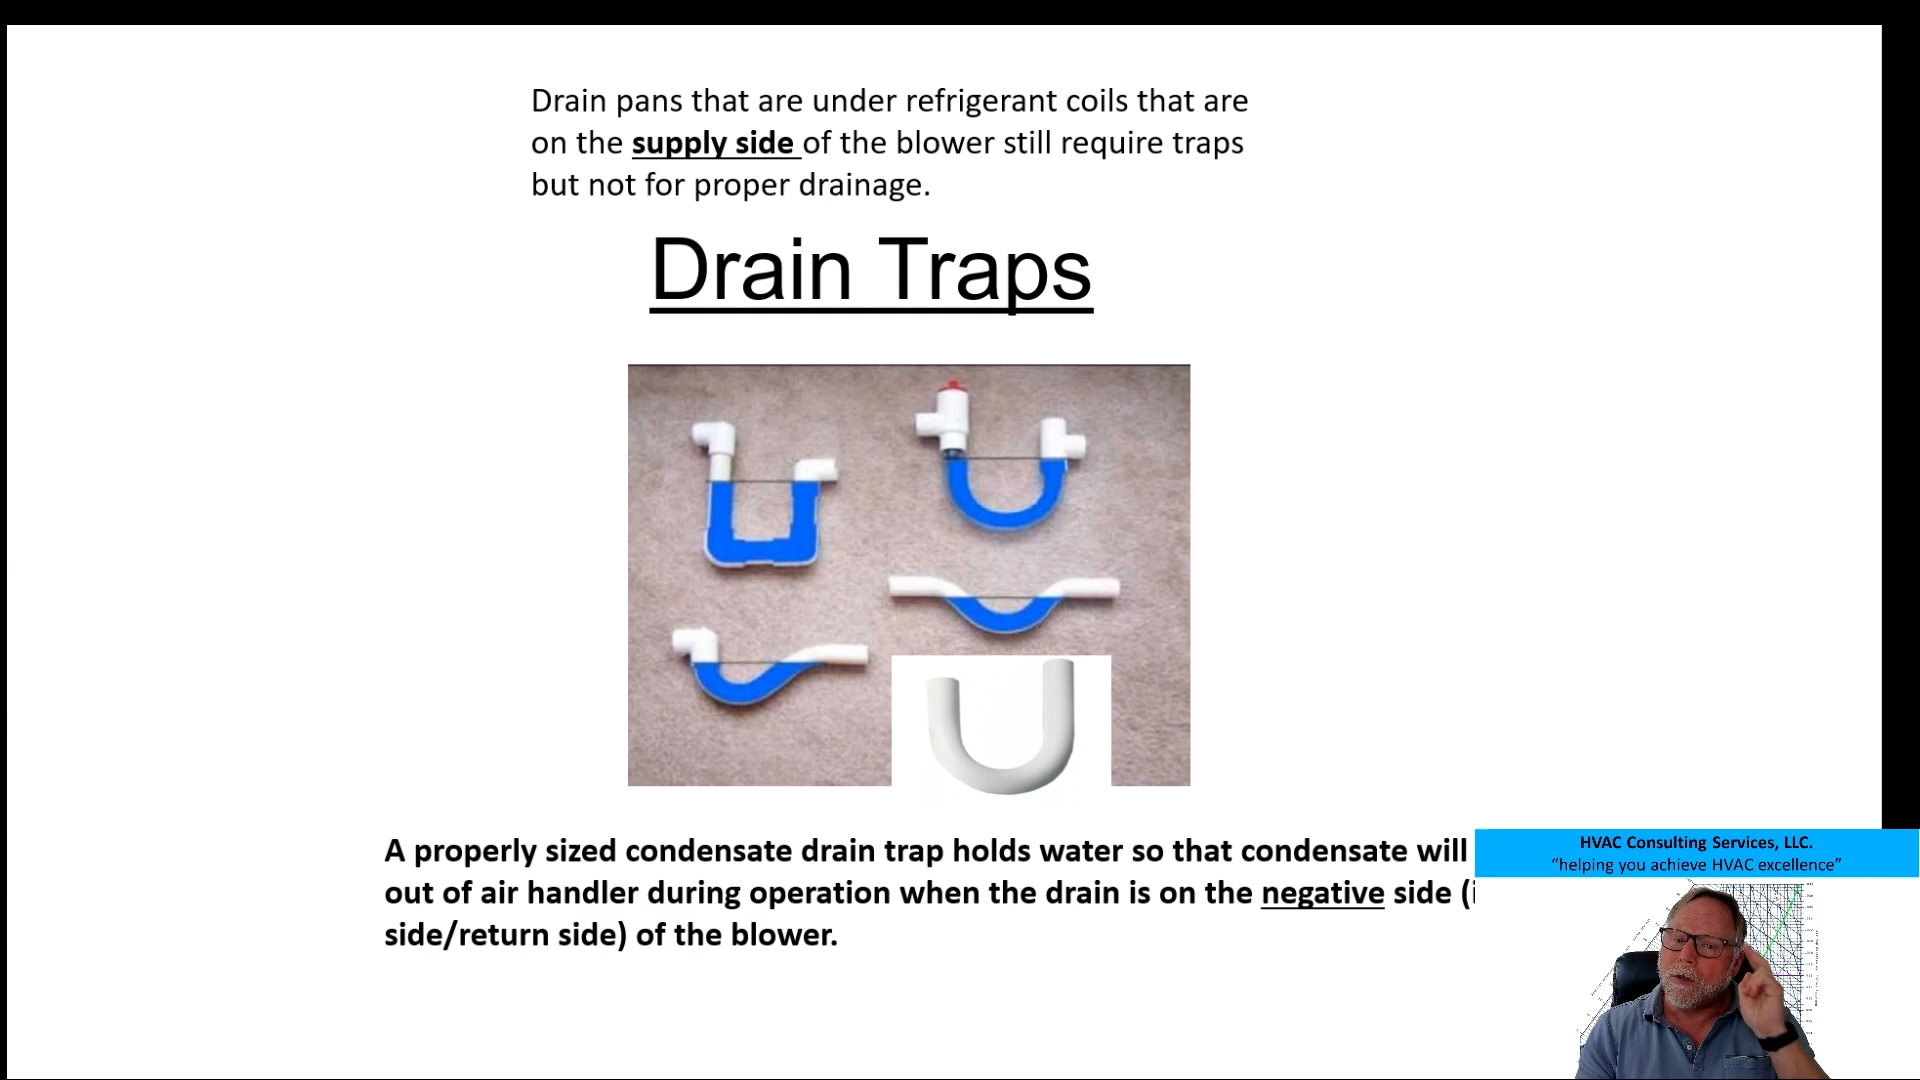 Drain pans that are under refrigerant coils that are
on the supply side of the blower still require traps
but not for proper drainage.
Drain Traps
A properly sized condensate drain trap holds water so that condensate will
out of air handler during operation when the drain is on the negative side (i
side/return side) of the blower.
HVAC Consulting Services, LLC.
“helping you achieve HVAC excellence”